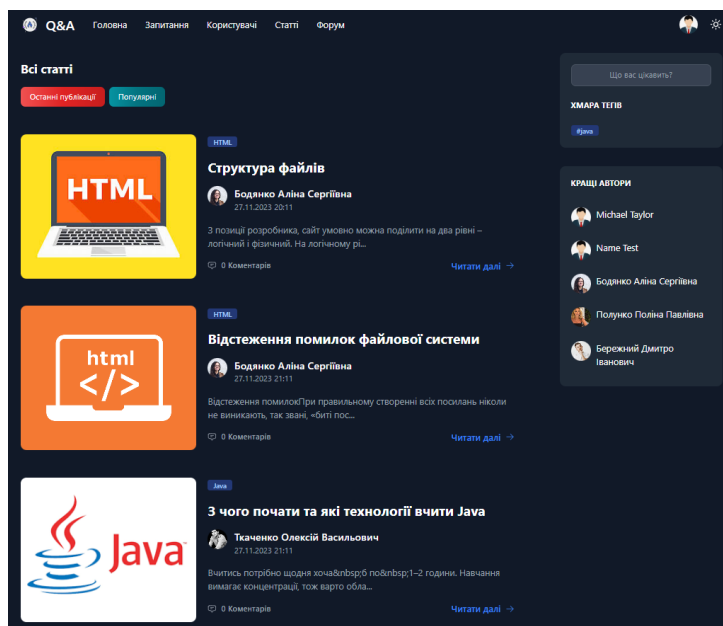 Q&A Головна Запитання Користувачі Статті Форум
Всі статті
Останні публікації Популярні
HTML
HTML
Структура файлів
Бодянко Аліна Сергіївна
27.11.2023 20:11
З позиції розробника, сайт умовно можна поділити на два рівні –
логічний і фізичний. На логічному рі...
0 Коментарів Читати далі →
html
</>
HTML
Відстеження помилок файлової системи
Бодянко Аліна Сергіївна
27.11.2023 21:11
Відстеження помилокПри правильному створенні всіх посилань ніколи
не виникають, так звані, «биті пос...
0 Коментарів Читати далі →
Java
Java
З чого почати та які технології вчити Java
Ткаченко Олексій Васильович
27.11.2023 21:11
Вчитись потрібно щодня хоча&nbsp;б по&nbsp;1–2 години. Навчання
вимагає концентрації, тож варто обла...
0 Коментарів Читати далі →
Що вас цікавить?
ХМАРА ТЕГІВ
#java
КРАЩІ АВТОРИ
Michael Taylor
Name Test
Бодянко Аліна Сергіївна
Полунко Поліна Павлівна
Бережний Дмитро
Іванович